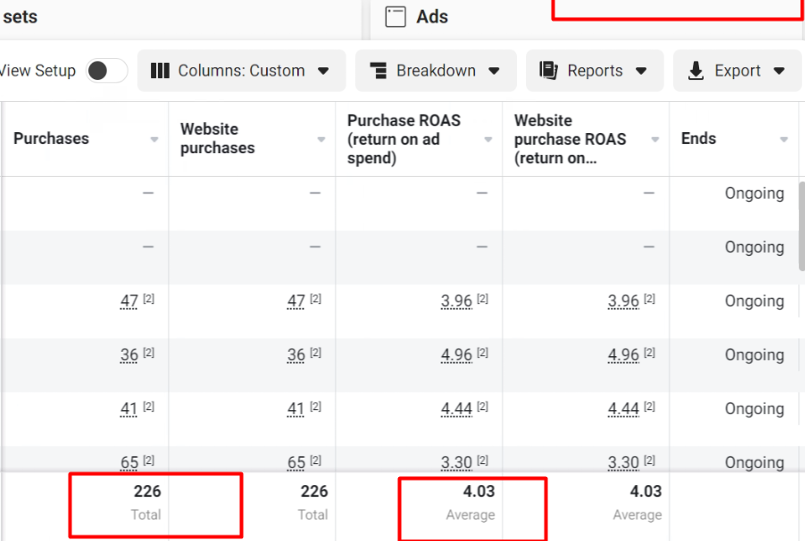 sets
Ads
View Setup
Columns: Custom
Breakdown
Reports
Export
Purchases
Website
purchases
Purchase ROAS
(return on ad
spend)
Website
purchase ROAS
(return on...
Ends
— — — — Ongoing
— — — — Ongoing
47 [2] 47 [2] 3.96 [2] 3.96 [2] Ongoing
36 [2] 36 [2] 4.96 [2] 4.96 [2] Ongoing
41 [2] 41 [2] 4.44 [2] 4.44 [2] Ongoing
65 [2] 65 [2] 3.30 [2] 3.30 [2] Ongoing
226 226 4.03 4.03
Total Total Average Average